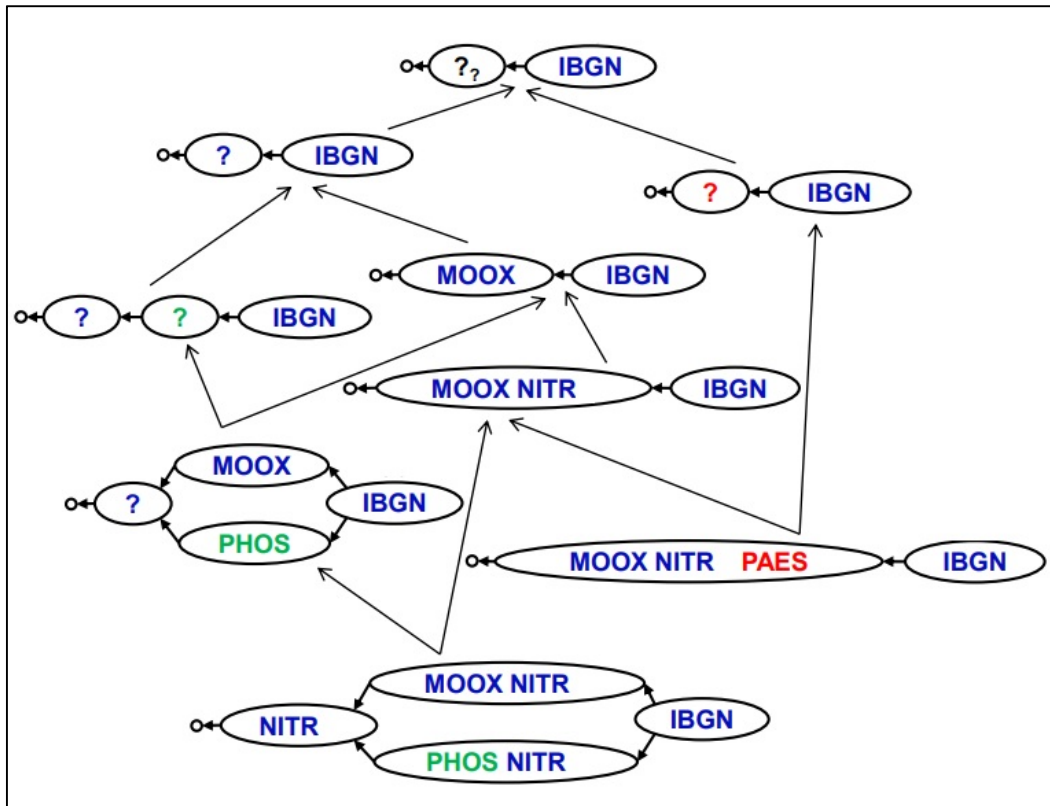 ?? IBGN
? IBGN
? IBGN
MOOX IBGN
? ? IBGN
MOOX NITR IBGN
MOOX
? IBGN
PHOS
MOOX NITR PAES IBGN
MOOX NITR
NITR IBGN
PHOS NITR